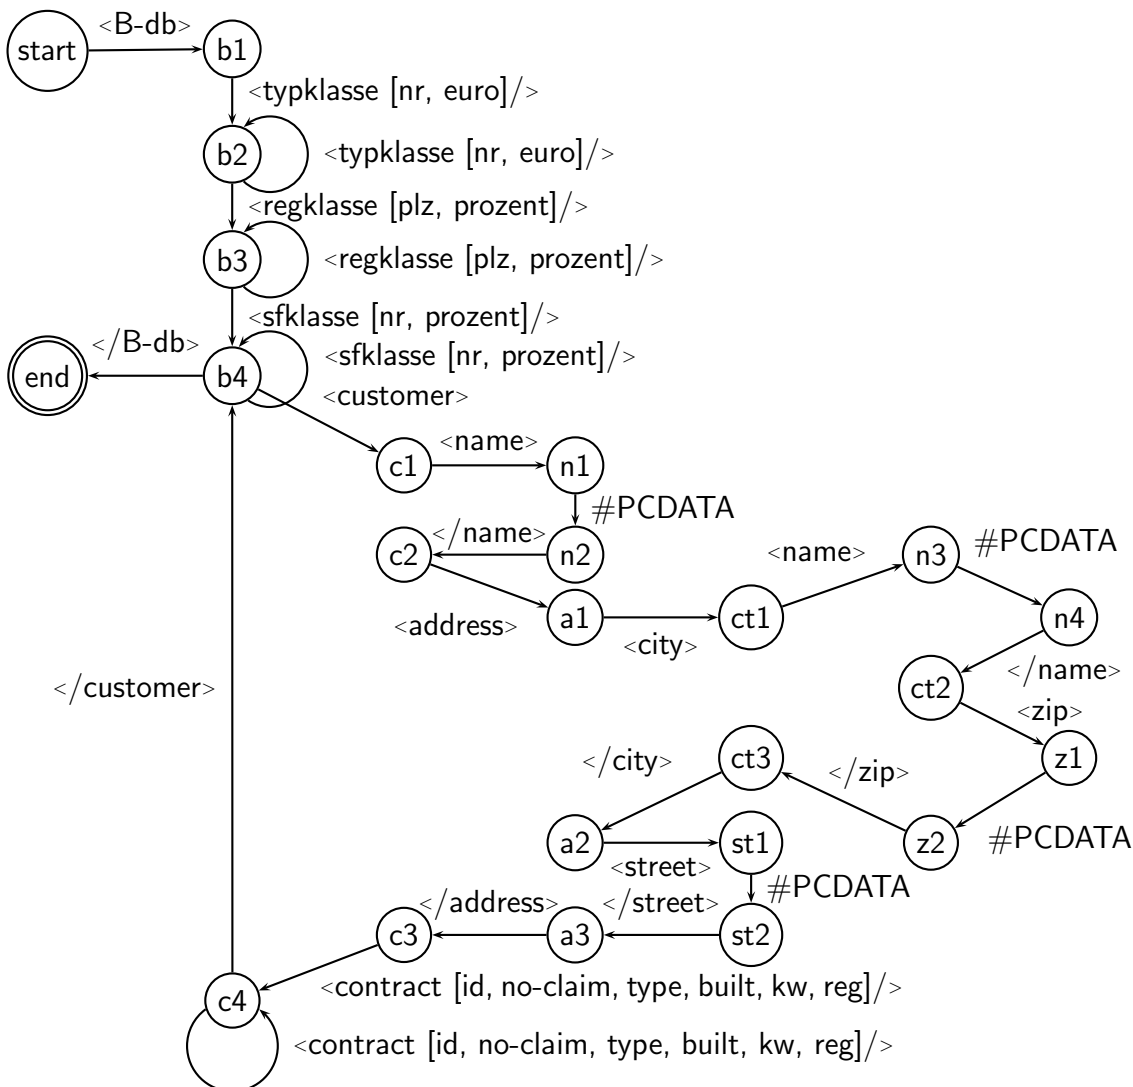 <B-db>
start
b1
<typklasse [nr, euro]/>
b2
<typklasse [nr, euro]/>
<regklasse [plz, prozent]/>
b3
<regklasse [plz, prozent]/>
<sfklasse [nr, prozent]/>
</B-db>
<sfklasse [nr, prozent]/>
end
b4
<customer>
<name>
c1
n1
#PCDATA
</name>
<name>
#PCDATA
c2
n2
n3
<address>
a1
<city>
ct1
n4
</name>
</customer>
ct2
<zip>
</city>
ct3
</zip>
z1
a2
<street>
st1
z2
#PCDATA
#PCDATA
</address>
</street>
c3
a3
st2
<contract [id, no-claim, type, built, kw, reg]/>
c4
<contract [id, no-claim, type, built, kw, reg]/>